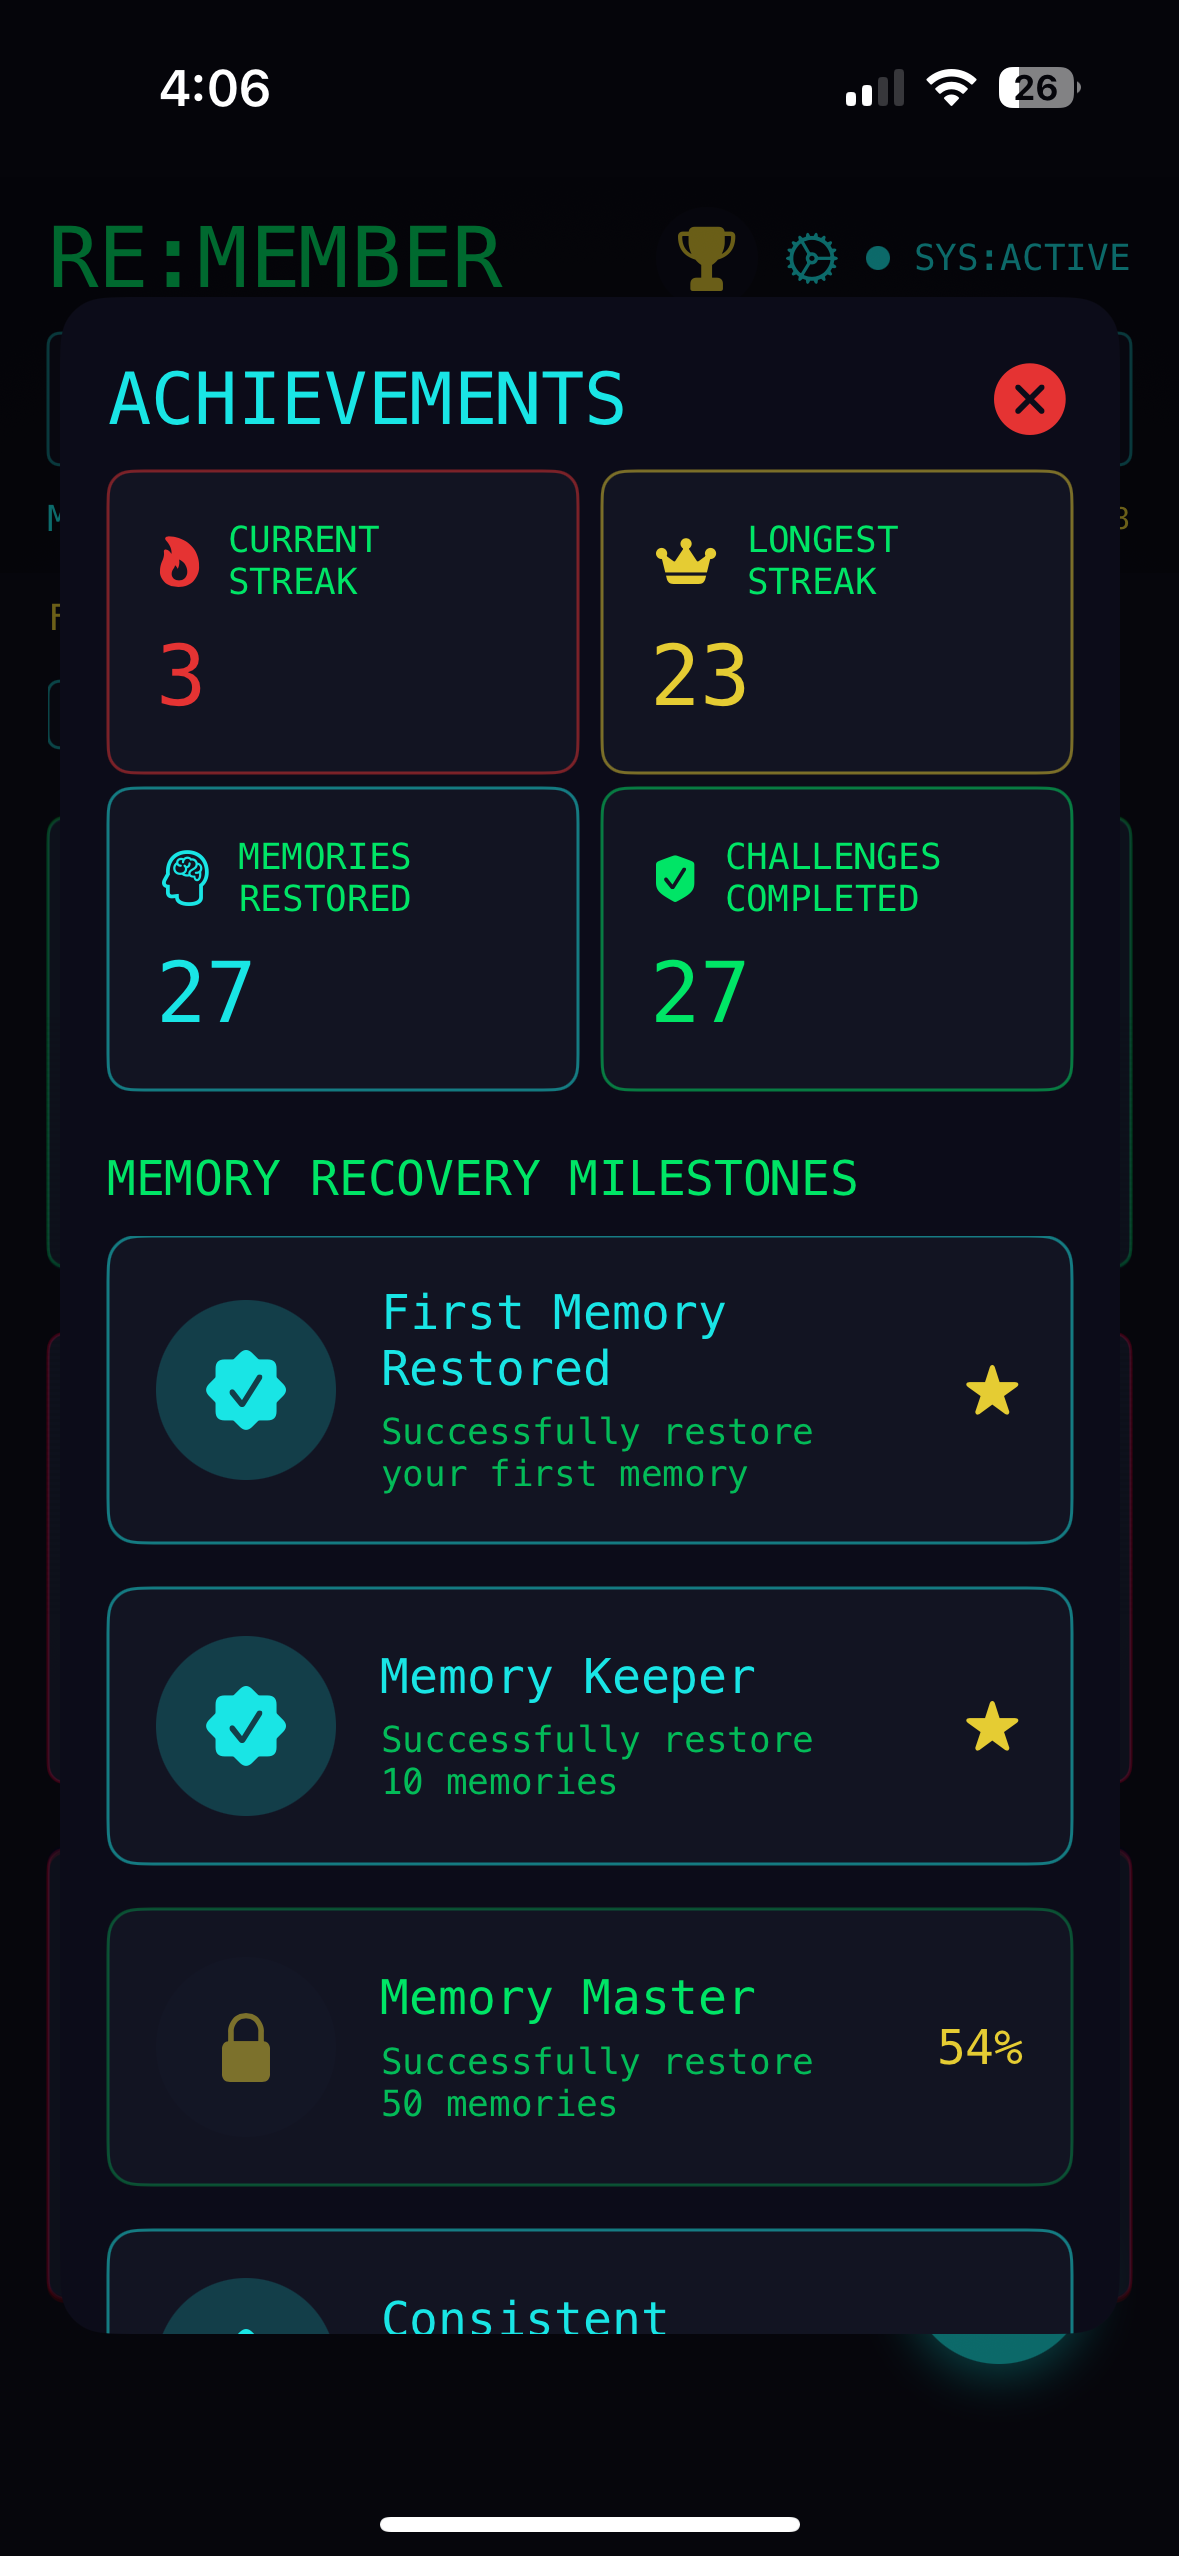 4:06
26
RE:MEMBER
SYS:ACTIVE
ACHIEVEMENTS
CURRENT
STREAK
3
LONGEST
STREAK
23
MEMORIES
RESTORED
27
CHALLENGES
COMPLETED
27
MEMORY RECOVERY MILESTONES
First Memory
Restored
Successfully restore
your first memory
Memory Keeper
Successfully restore
10 memories
Memory Master
Successfully restore
50 memories
54%
Consistent